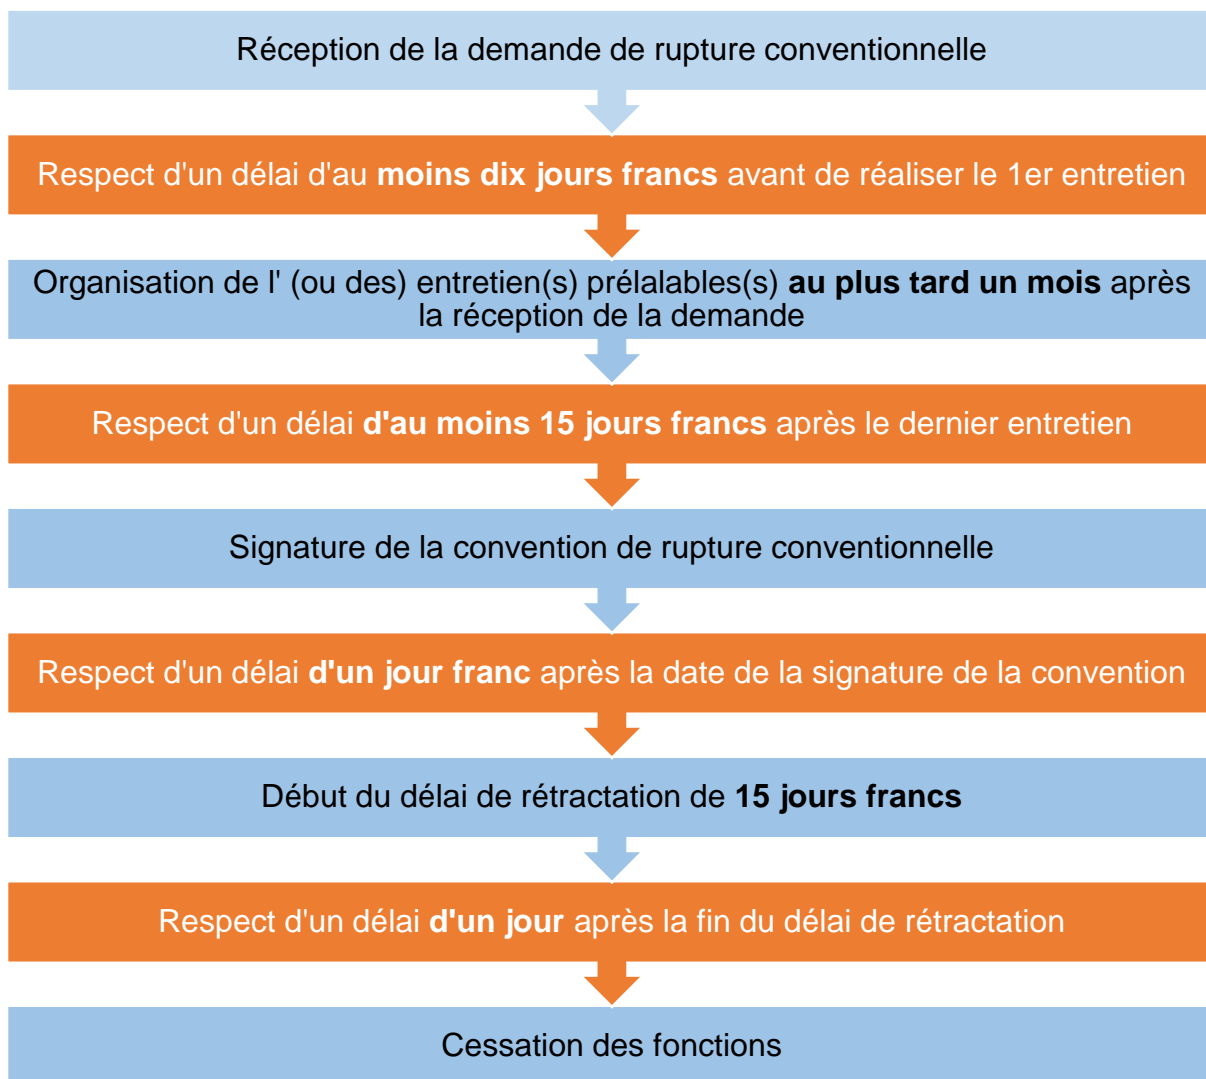 Réception de la demande de rupture conventionnelle
Respect d'un délai d'au moins dix jours francs avant de réaliser le 1er entretien
Organisation de l' (ou des) entretien(s) prélalables(s) au plus tard un mois après
la réception de la demande
Respect d'un délai d'au moins 15 jours francs après le dernier entretien
Signature de la convention de rupture conventionnelle
Respect d'un délai d'un jour franc après la date de la signature de la convention
Début du délai de rétractation de 15 jours francs
Respect d'un délai d'un jour après la fin du délai de rétractation
Cessation des fonctions